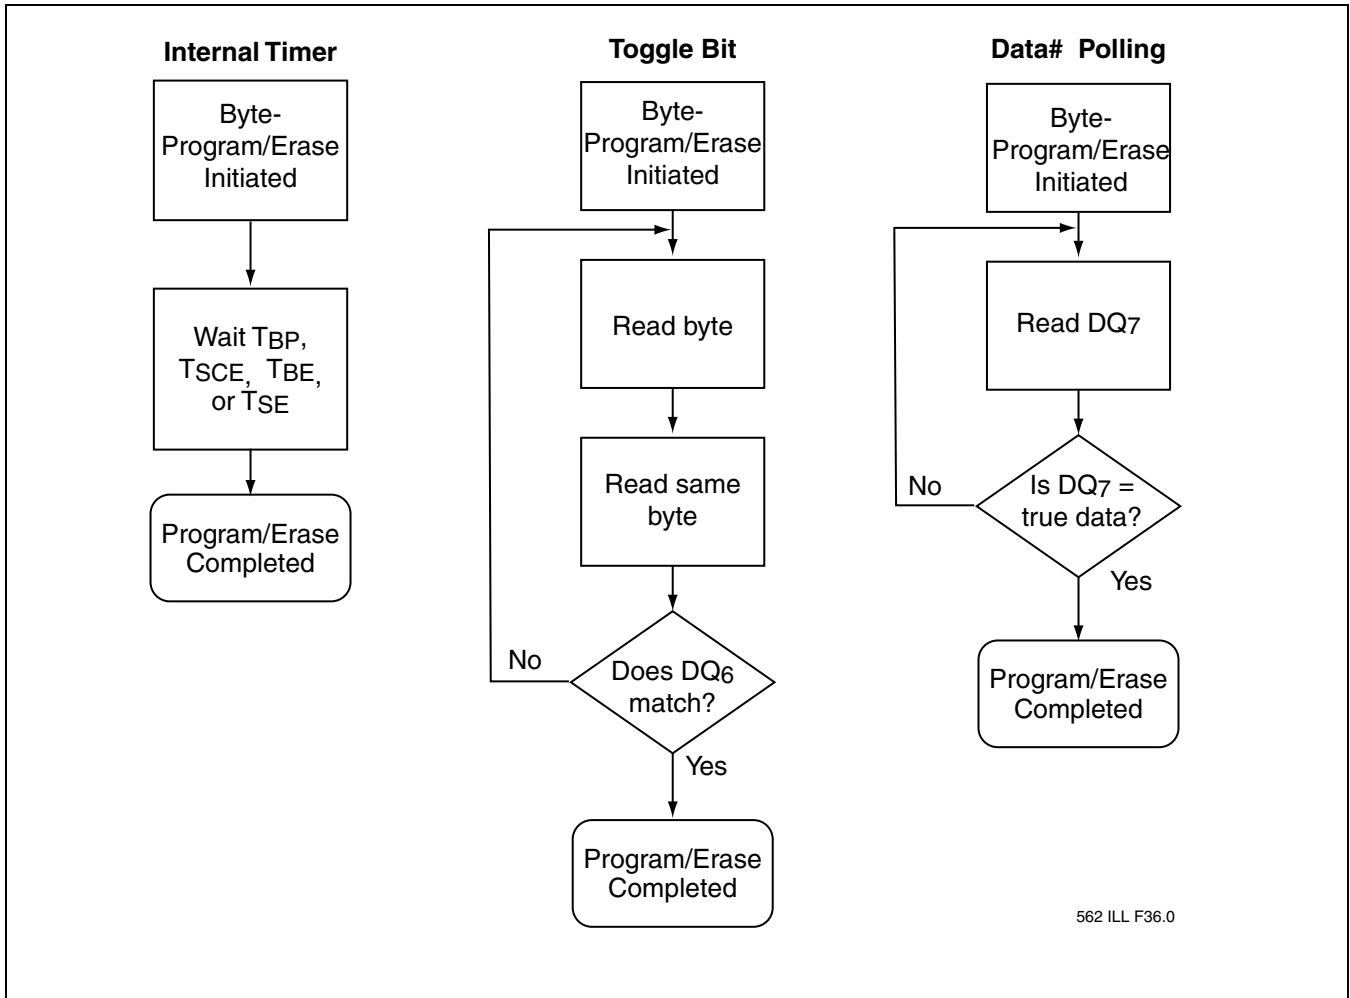 Internal Timer
Byte-
Program/Erase
Initiated
Wait TBP,
TSCE, TBE,
or TSE
Program/Erase
Completed
Toggle Bit
Byte-
Program/Erase
Initiated
Read byte
Read same
byte
No
Does DQ6
match?
Yes
Program/Erase
Completed
Data# Polling
Byte-
Program/Erase
Initiated
Read DQ7
No
Is DQ7 =
true data?
Yes
Program/Erase
Completed
562 ILL F36.0